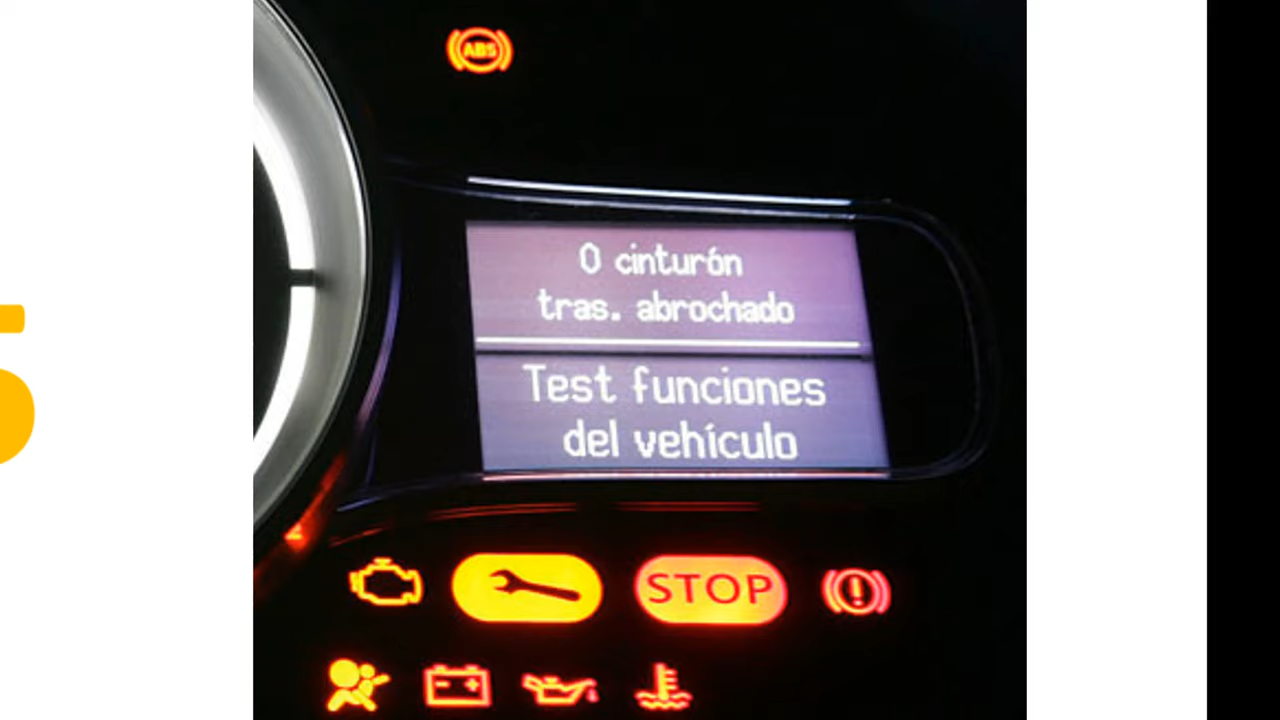 ABS
0 cinturón
tras. abrochado
Test funciones
del vehículo
STOP